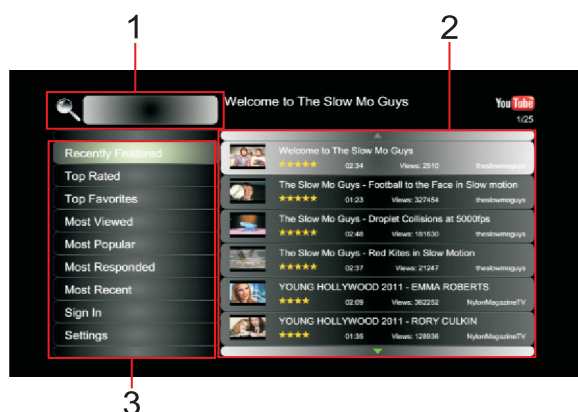 1
2
Welcome to The Slow Mo Guys
YouTube
1/25
Recently Featured
Top Rated
Top Favorites
Most Viewed
Most Popular
Most Responded
Most Recent
Sign In
Settings
Welcome to The Slow Mo Guys
02:34 Views: 2510 theslowmoguys
The Slow Mo Guys - Football to the Face in Slow motion
01:23 Views: 327454 theslowmoguys
The Slow Mo Guys - Droplet Collisions at 5000fps
02:48 Views: 181630 theslowmoguys
The Slow Mo Guys - Red Kites in Slow Motion
02:37 Views: 21247 theslowmoguys
YOUNG HOLLYWOOD 2011 - EMMA ROBERTS
02:09 Views: 362252 NylonMagazineTV
YOUNG HOLLYWOOD 2011 - RORY CULKIN
01:35 Views: 128936 NylonMagazineTV
3